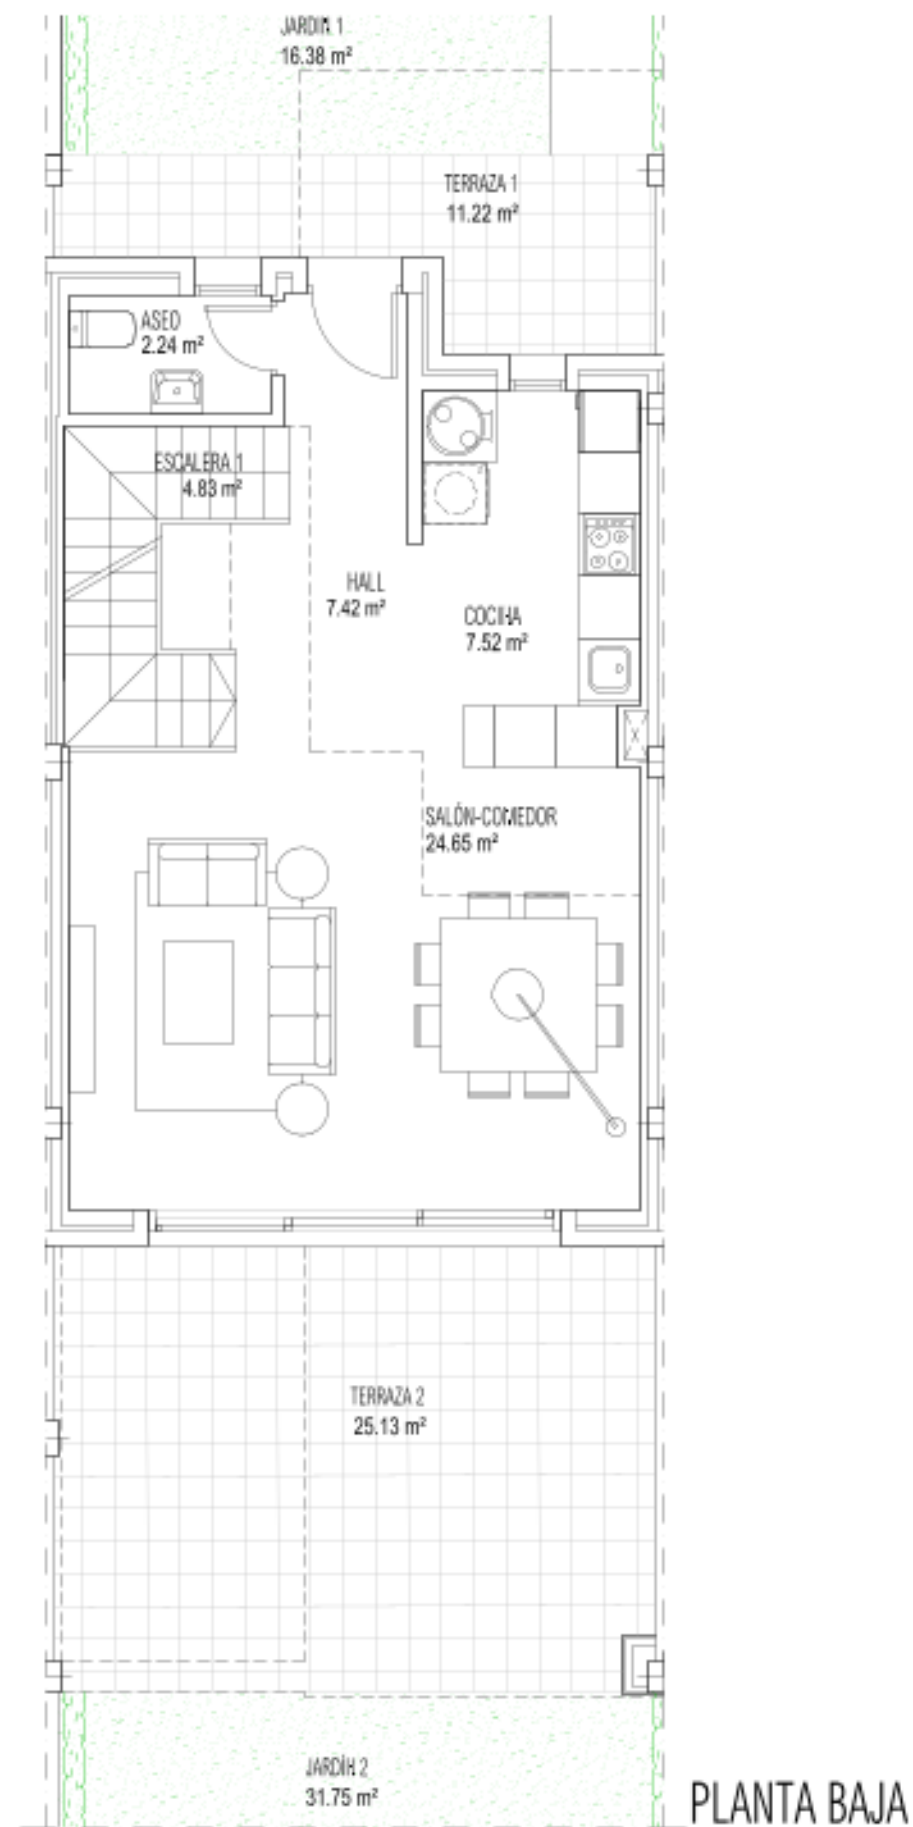 JARDÍN 1
16.38 m²
TERRAZA 1
11.22 m²
ASEO
2.24 m²
ESCALERA 1
4.83 m²
HALL
7.42 m²
COCINA
7.52 m²
SALÓN-COMEDOR
24.65 m²
TERRAZA 2
25.13 m²
JARDÍN 2
31.75 m²
PLANTA BAJA